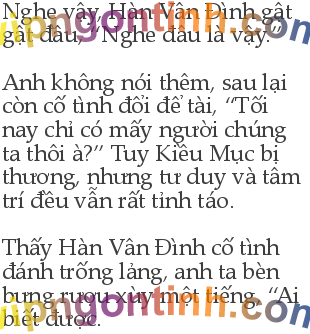 Nghe vậy, Hàn Vân Đình gật
gật đầu, “Nghe đâu là vậy.”
Anh không nói thêm, sau lại
còn cố tình đổi để tài, “Tối
nay chỉ có mấy người chúng
ta thôi à?” Tuy Kiều Mục bị
thương, nhưng tư duy và tâm
trí đều vẫn rất tỉnh táo.
Thấy Hàn Vân Đình cố tình
đánh trống lảng, anh ta bèn
bưng rượu xùy một tiếng, “Ai
biết được.